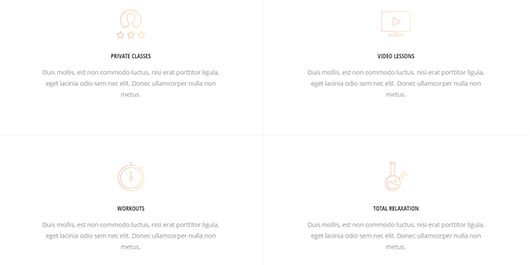 PRIVATE CLASSES
Duis mollis, est non commodo luctus, nisi erat porttitor ligula,
eget lacinia odio sem nec elit. Donec ullamcorper nulla non
metus.
VIDEO LESSONS
Duis mollis, est non commodo luctus, nisi erat porttitor ligula,
eget lacinia odio sem nec elit. Donec ullamcorper nulla non
metus.
WORKOUTS
Duis mollis, est non commodo luctus, nisi erat porttitor ligula,
eget lacinia odio sem nec elit. Donec ullamcorper nulla non
metus.
TOTAL RELAXATION
Duis mollis, est non commodo luctus, nisi erat porttitor ligula,
eget lacinia odio sem nec elit. Donec ullamcorper nulla non
metus.